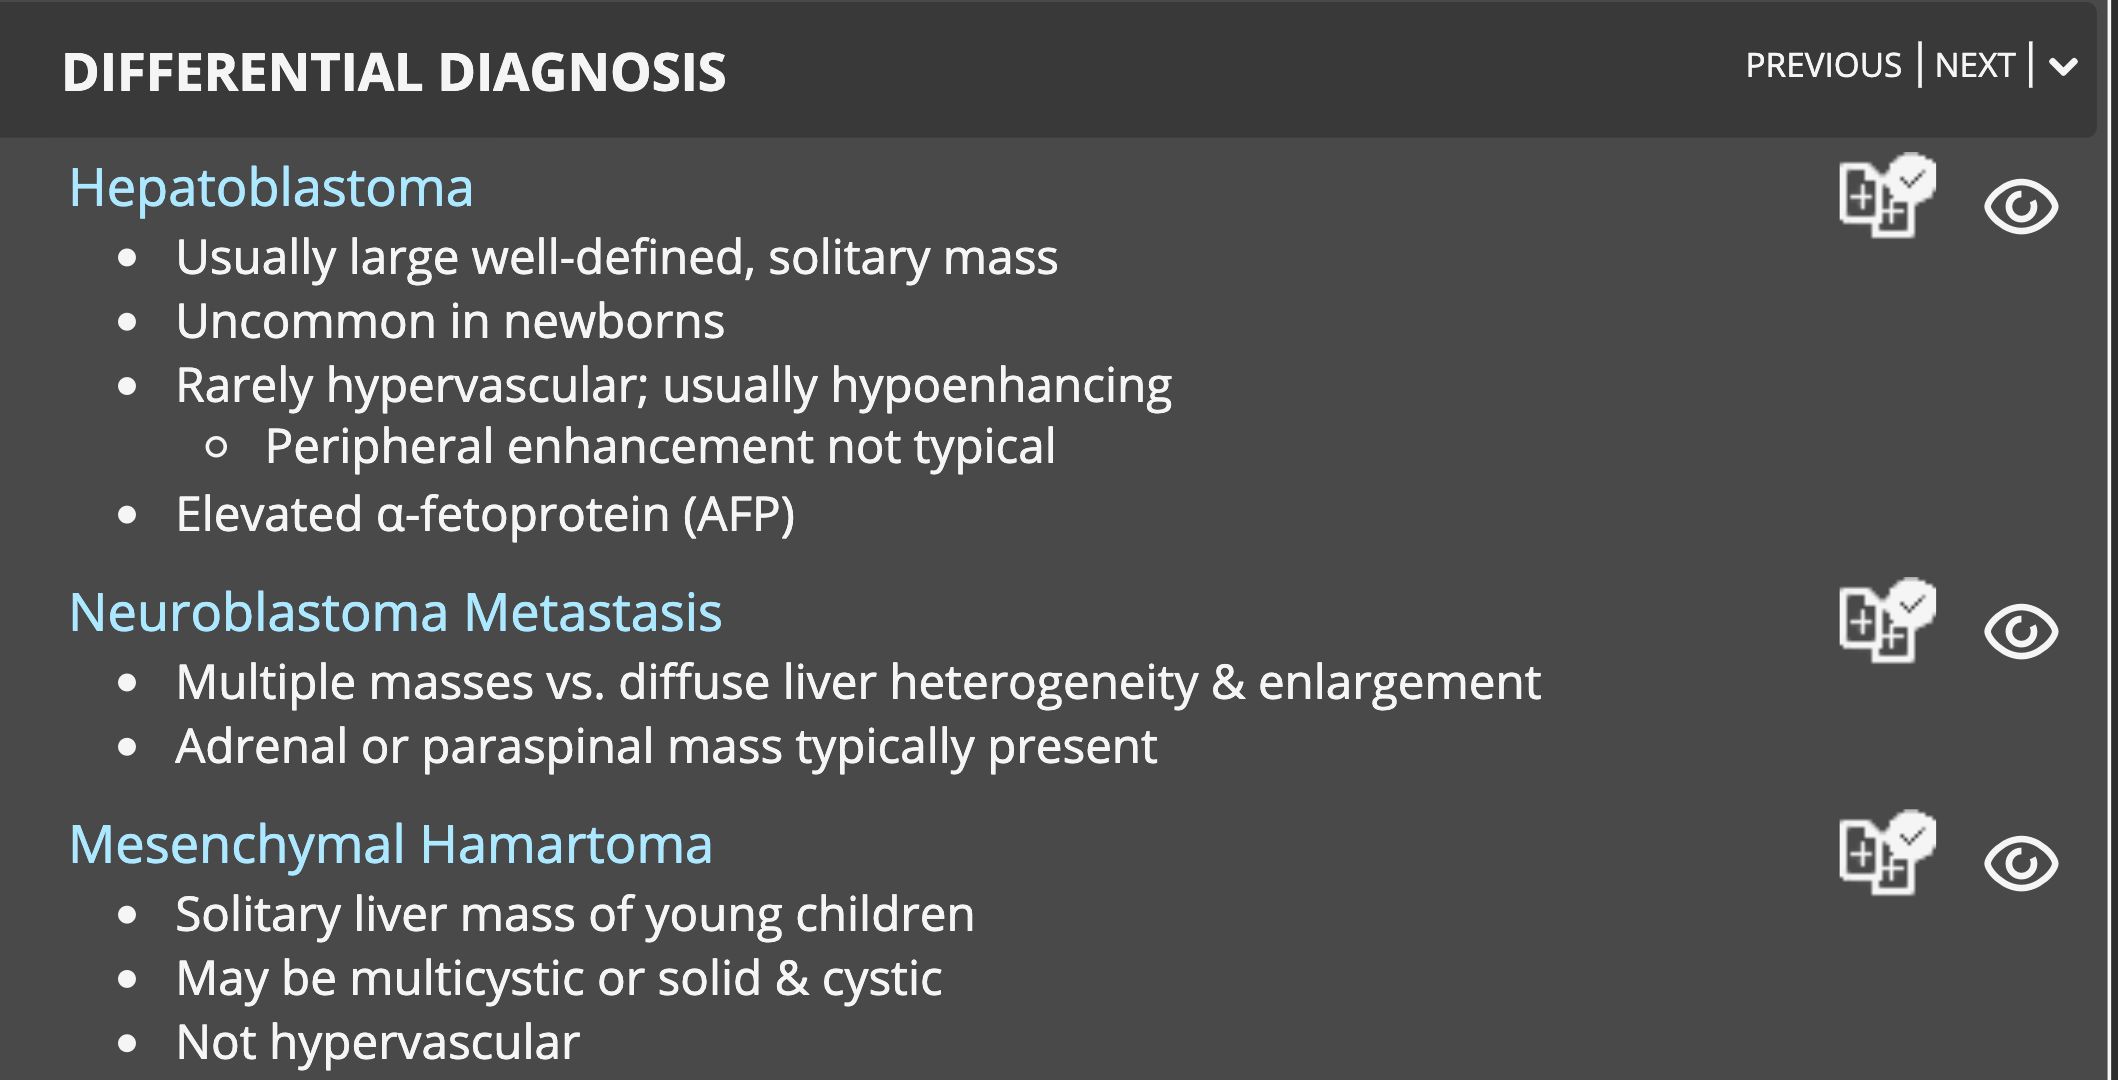 DIFFERENTIAL DIAGNOSIS
PREVIOUS | NEXT |
Hepatoblastoma
• Usually large well-defined, solitary mass
• Uncommon in newborns
• Rarely hypervascular; usually hypoenhancing
○ Peripheral enhancement not typical
• Elevated α-fetoprotein (AFP)
Neuroblastoma Metastasis
• Multiple masses vs. diffuse liver heterogeneity & enlargement
• Adrenal or paraspinal mass typically present
Mesenchymal Hamartoma
• Solitary liver mass of young children
• May be multicystic or solid & cystic
• Not hypervascular